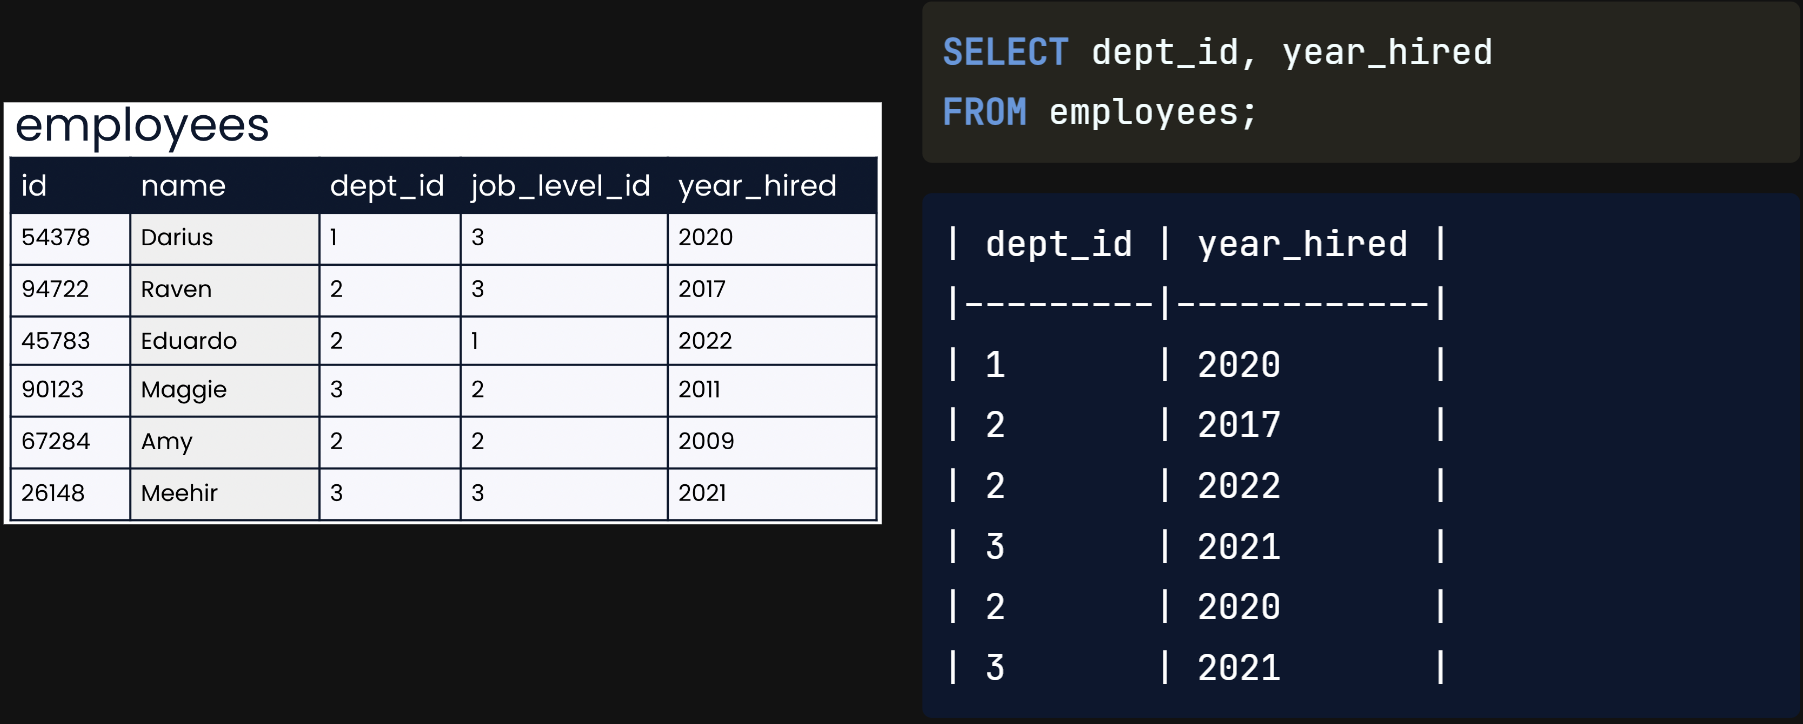 employees
id name dept_id job_level_id year_hired
54378 Darius 1 3 2020
94722 Raven 2 3 2017
45783 Eduardo 2 1 2022
90123 Maggie 3 2 2011
67284 Amy 2 2 2009
26148 Meehir 3 3 2021
SELECT dept_id, year_hired
FROM employees;
| dept_id | year_hired |
|---------|------------|
| 1 | 2020 |
| 2 | 2017 |
| 2 | 2022 |
| 3 | 2021 |
| 2 | 2020 |
| 3 | 2021 |